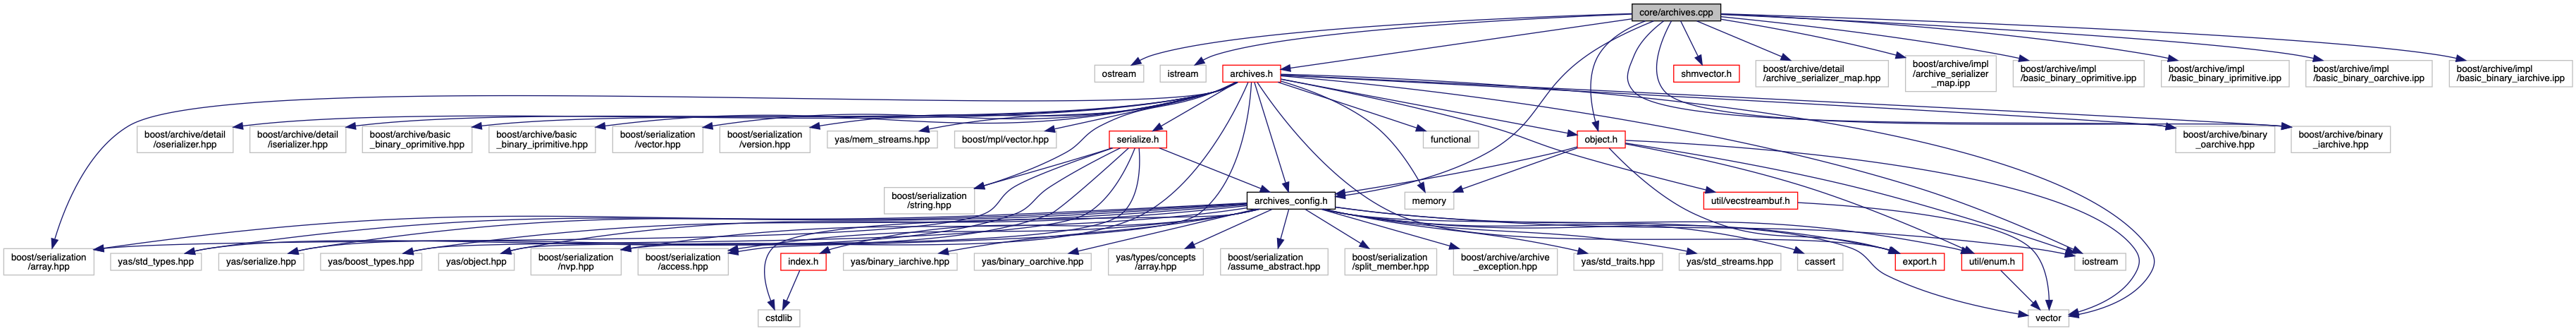 core/archives.cpp
ostream
istream
archives.h
shmvector.h
boost/archive/detail
/archive_serializer_map.hpp
boost/archive/impl
/archive_serializer
_map.ipp
boost/archive/impl
/basic_binary_oprimitive.ipp
boost/archive/impl
/basic_binary_iprimitive.ipp
boost/archive/impl
/basic_binary_oarchive.ipp
boost/archive/impl
/basic_binary_iarchive.ipp
boost/archive/detail
/oserializer.hpp
boost/archive/detail
/iserializer.hpp
boost/archive/basic
_binary_oprimitive.hpp
boost/archive/basic
_binary_iprimitive.hpp
boost/serialization
/vector.hpp
boost/serialization
/version.hpp
yas/mem_streams.hpp
boost/mpl/vector.hpp
serialize.h
functional
object.h
boost/archive/binary
_oarchive.hpp
boost/archive/binary
_iarchive.hpp
boost/serialization
/string.hpp
archives_config.h
memory
util/vecstreambuf.h
boost/serialization
/array.hpp
yas/std_types.hpp
yas/serialize.hpp
yas/boost_types.hpp
yas/object.hpp
boost/serialization
/nvp.hpp
boost/serialization
/access.hpp
index.h
yas/binary_iarchive.hpp
yas/binary_oarchive.hpp
yas/types/concepts
/array.hpp
boost/serialization
/assume_abstract.hpp
boost/serialization
/split_member.hpp
boost/archive/archive
_exception.hpp
yas/std_traits.hpp
yas/std_streams.hpp
cassert
export.h
util/enum.h
iostream
cstdlib
vector